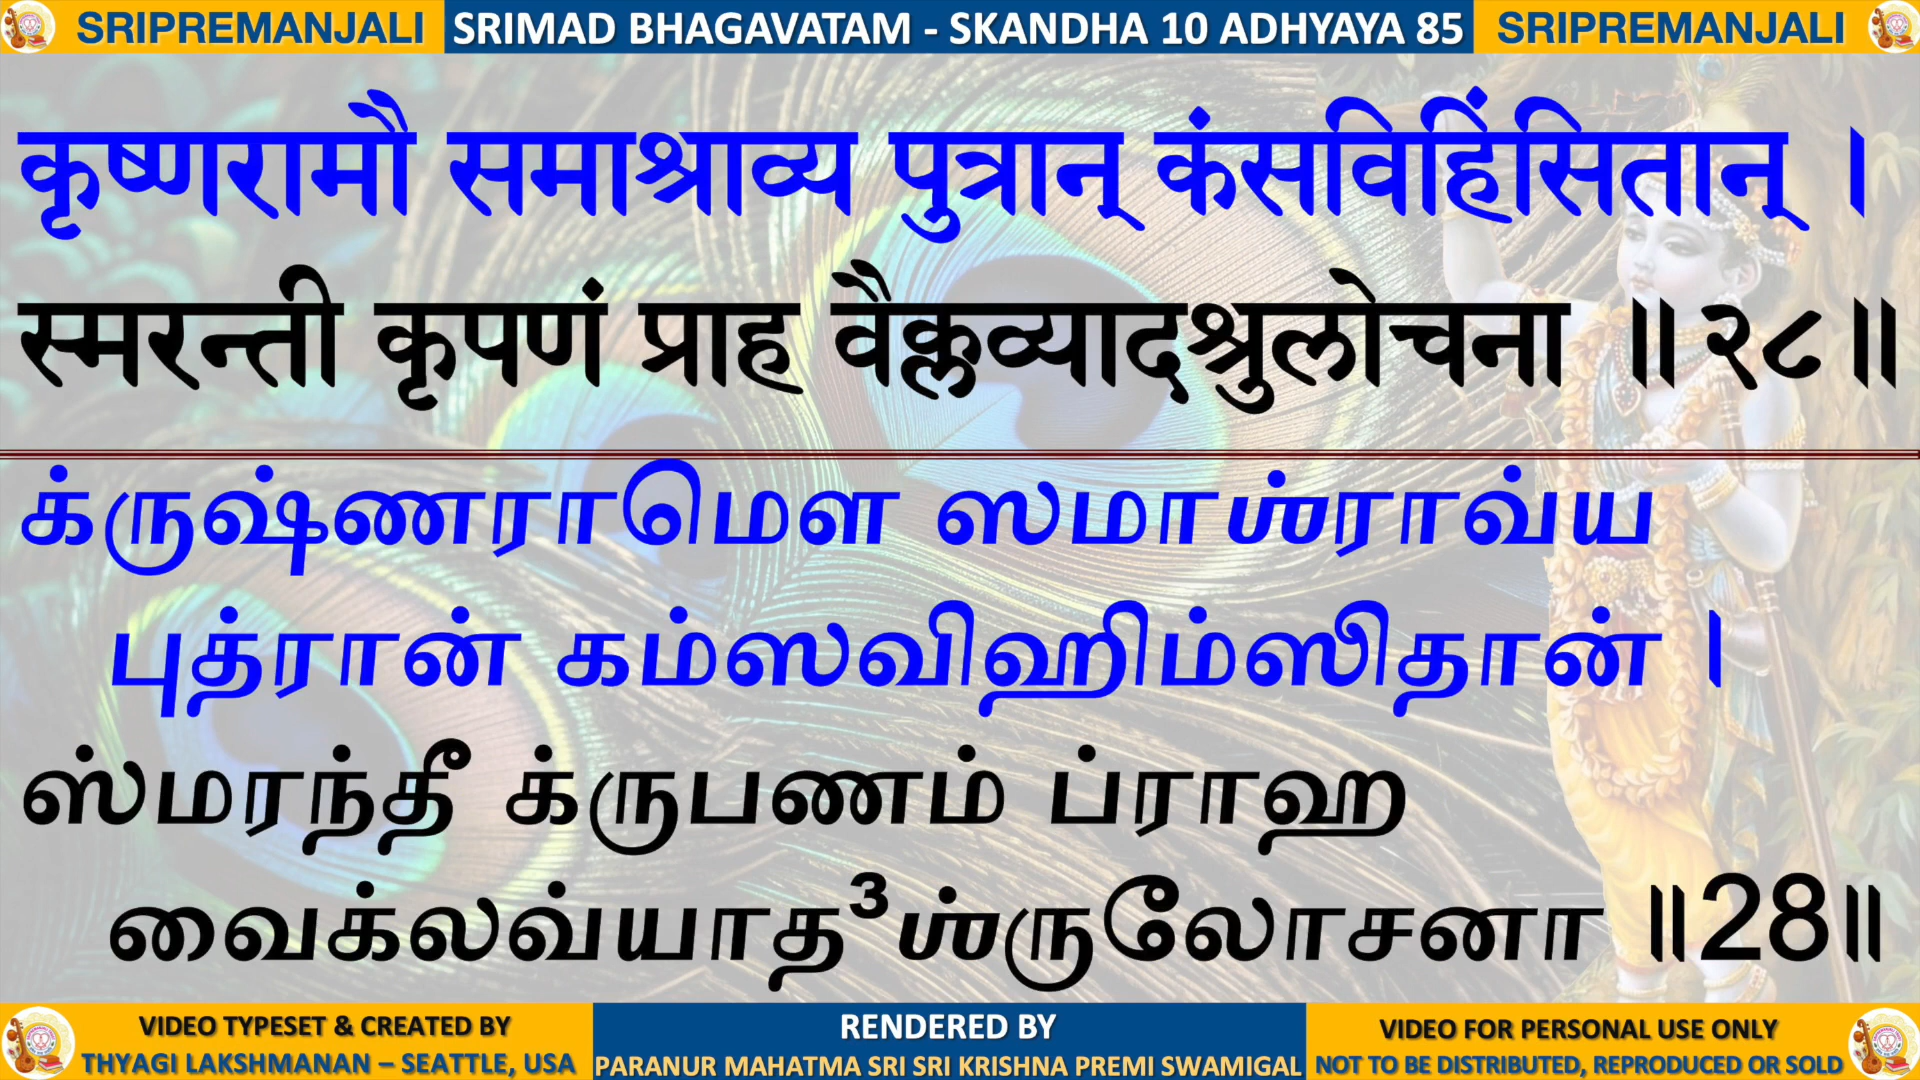 SRIPREMANJALI SRIMAD BHAGAVATAM - SKANDHA 10 ADHYAYA 85 SRIPREMANJALI
कृष्णरामौ समाश्राव्य पुत्रान् कंसविहिंसितान् ।
स्मरन्ती कृपणं प्राह वैक्लव्यादश्रुलोचना ॥ २८ ॥
க்ருஷ்ணராமௌ ஸமாஶ்ராவ்ய
புத்ரான் கம்ஸவிஹிம்ஸிதான் ।
ஸ்மரந்தீ க்ருபணம் ப்ராஹ
வைக்லவ்யாத³ஶ்ருலோசனா ॥28॥
VIDEO TYPESET & CREATED BY RENDERED BY VIDEO FOR PERSONAL USE ONLY
THYAGI LAKSHMANAN – SEATTLE, USA PARANUR MAHATMA SRI SRI KRISHNA PREMI SWAMIGAL NOT TO BE DISTRIBUTED, REPRODUCED OR SOLD